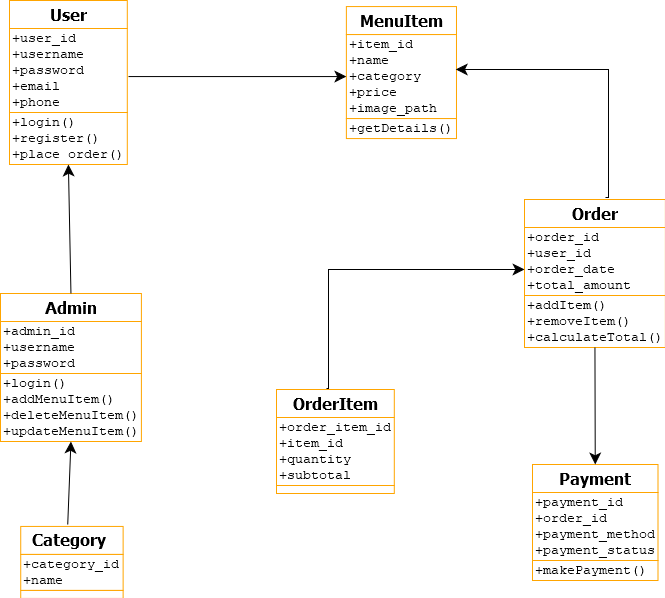 User
+user_id
+username
+password
+email
+phone
+login()
+register()
+place order()
MenuItem
+item_id
+name
+category
+price
+image_path
+getDetails()
Order
+order_id
+user_id
+order_date
+total_amount
+addItem()
+removeItem()
+calculateTotal()
Admin
+admin_id
+username
+password
+login()
+addMenuItem()
+deleteMenuItem()
+updateMenuItem()
OrderItem
+order_item_id
+item_id
+quantity
+subtotal
Payment
+payment_id
+order_id
+payment_method
+payment_status
+makePayment()
Category
+category_id
+name